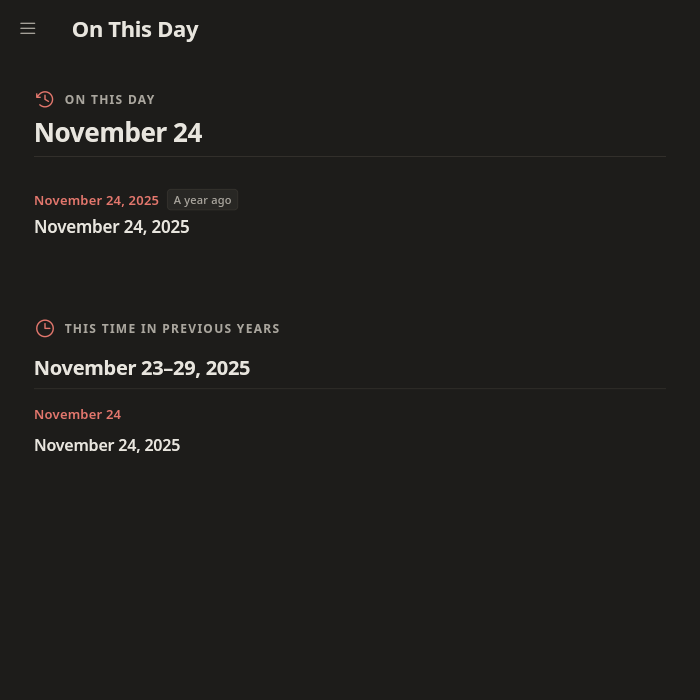 On This Day
ON THIS DAY
November 24
November 24, 2025 A year ago
November 24, 2025
THIS TIME IN PREVIOUS YEARS
November 23–29, 2025
November 24
November 24, 2025